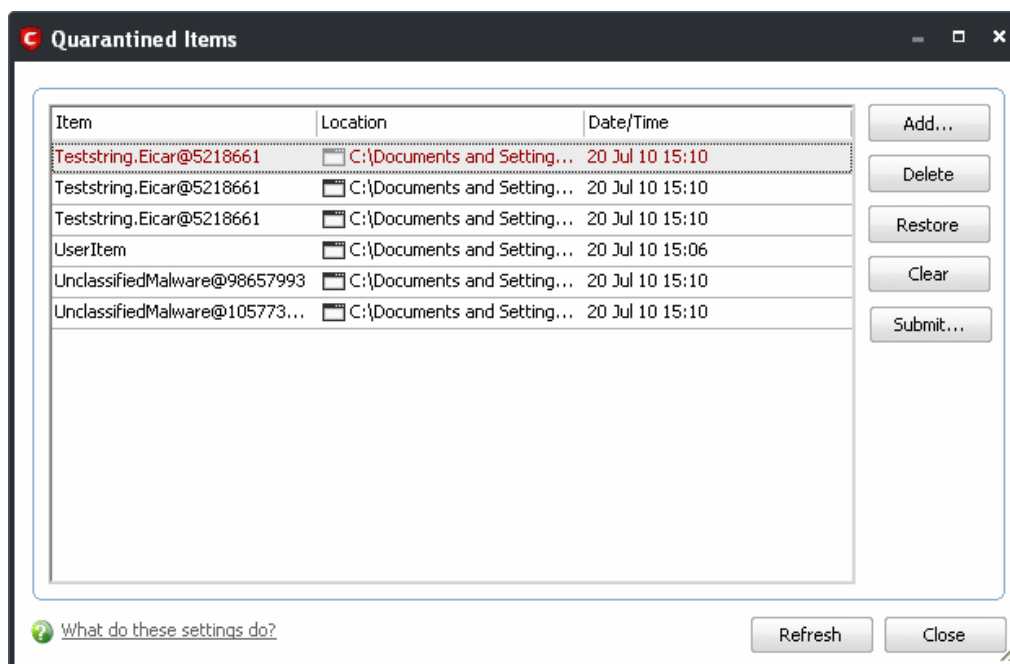 Quarantined Items
Item Location Date/Time
Teststring.Eicar@5218661 C:\Documents and Setting... 20 Jul 10 15:10
Teststring.Eicar@5218661 C:\Documents and Setting... 20 Jul 10 15:10
Teststring.Eicar@5218661 C:\Documents and Setting... 20 Jul 10 15:10
UserItem C:\Documents and Setting... 20 Jul 10 15:06
UnclassifiedMalware@98657993 C:\Documents and Setting... 20 Jul 10 15:10
UnclassifiedMalware@105773... C:\Documents and Setting... 20 Jul 10 15:10
Add...
Delete
Restore
Clear
Submit...
What do these settings do?
Refresh
Close